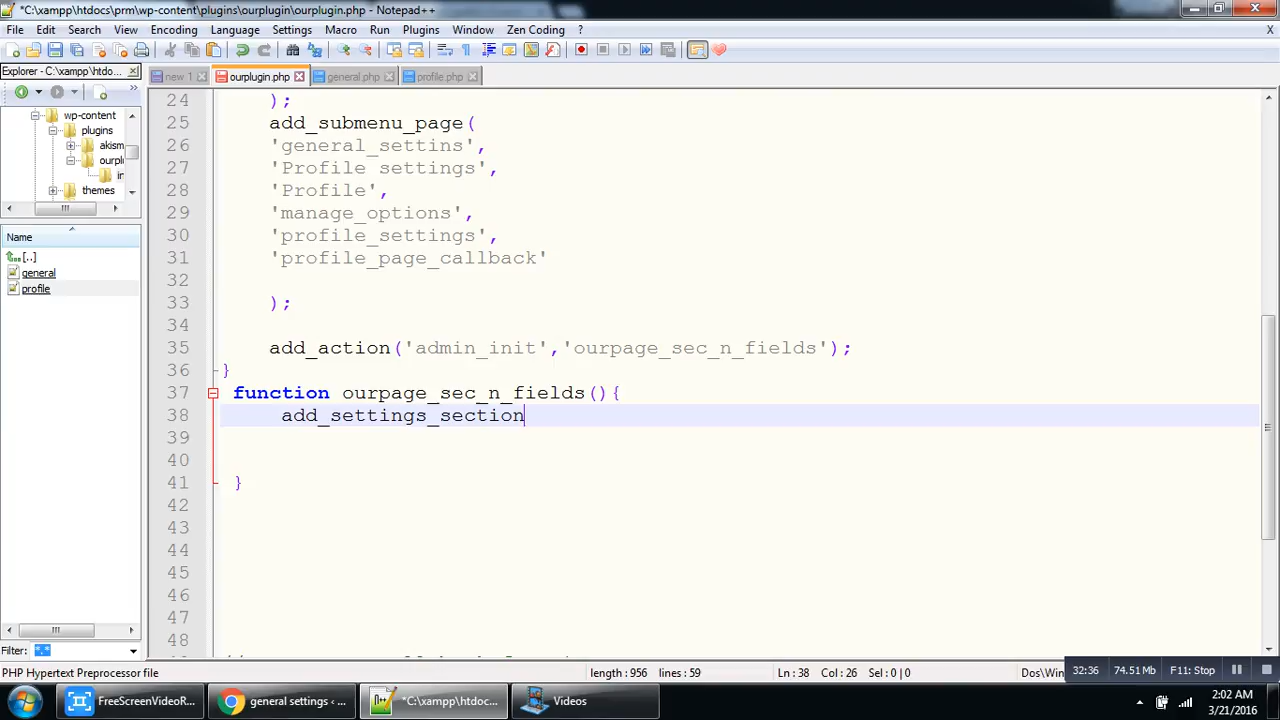 *C:\xampp\htdocs\prm\wp-content\plugins\ourplugin\ourplugin.php - Notepad++
File Edit Search View Encoding Language Settings Macro Run Plugins Window Zen Coding ? X
Explorer - C:\xampp\htdo...
new 1 ourplugin.php general.php profile.php
wp-content
plugins
akism
ourpl
in
themes
Name
[..]
general
profile
Filter: *.*
24 );
25 add_submenu_page(
26 'general_settins',
27 'Profile settings',
28 'Profile',
29 'manage_options',
30 'profile_settings',
31 'profile_page_callback'
32
33 );
34
35 add_action('admin_init','ourpage_sec_n_fields');
36 }
37 function ourpage_sec_n_fields(){
38 add_settings_section
39
40
41 }
42
43
44
45
46
47
48
PHP Hypertext Preprocessor file length : 956 lines : 59 Ln : 38 Col : 26 Sel : 0 | 0 Dos\Win
32:36 74.51 Mb F11: Stop
FreeScreenVideoR... general settings ‹ ... *C:\xampp\htdoc... Videos
2:02 AM
3/21/2016